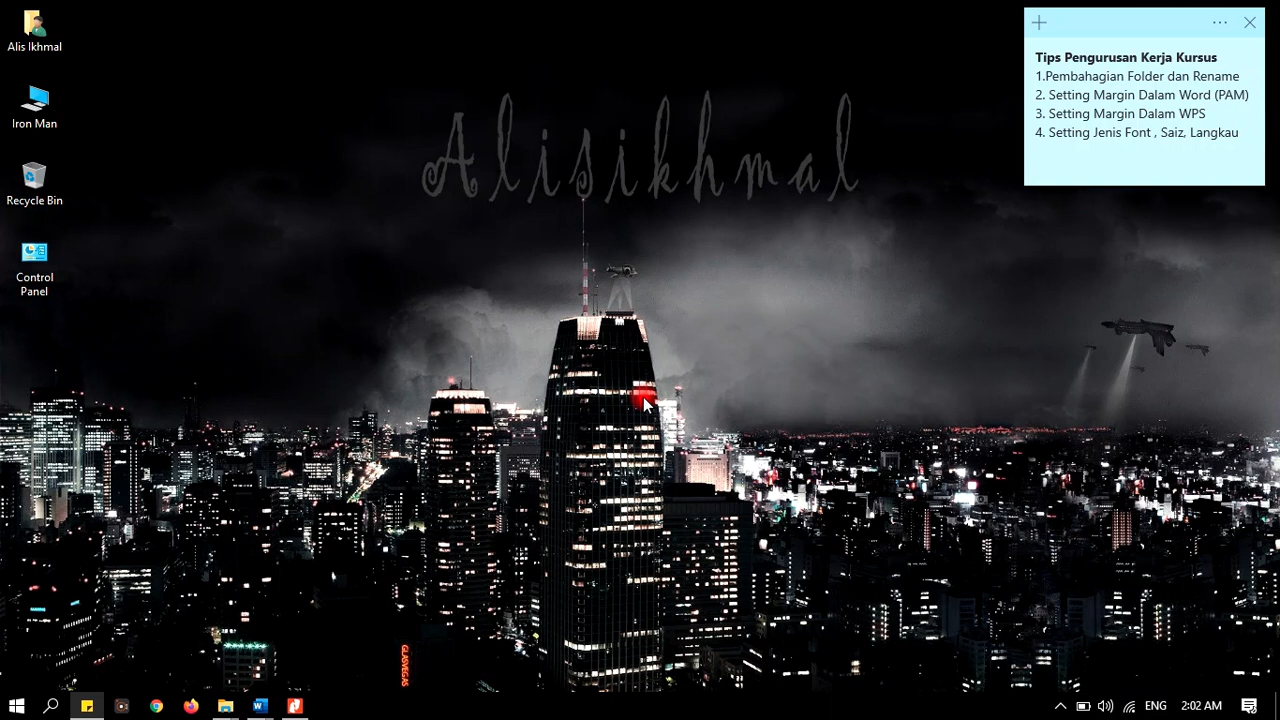 Alis Ikhmal
Iron Man
Recycle Bin
Control
Panel
Alisikhmal
Tips Pengurusan Kerja Kursus
1.Pembahagian Folder dan Rename
2. Setting Margin Dalam Word (PAM)
3. Setting Margin Dalam WPS
4. Setting Jenis Font , Saiz, Langkau
GLASVEGAS
ENG
2:02 AM